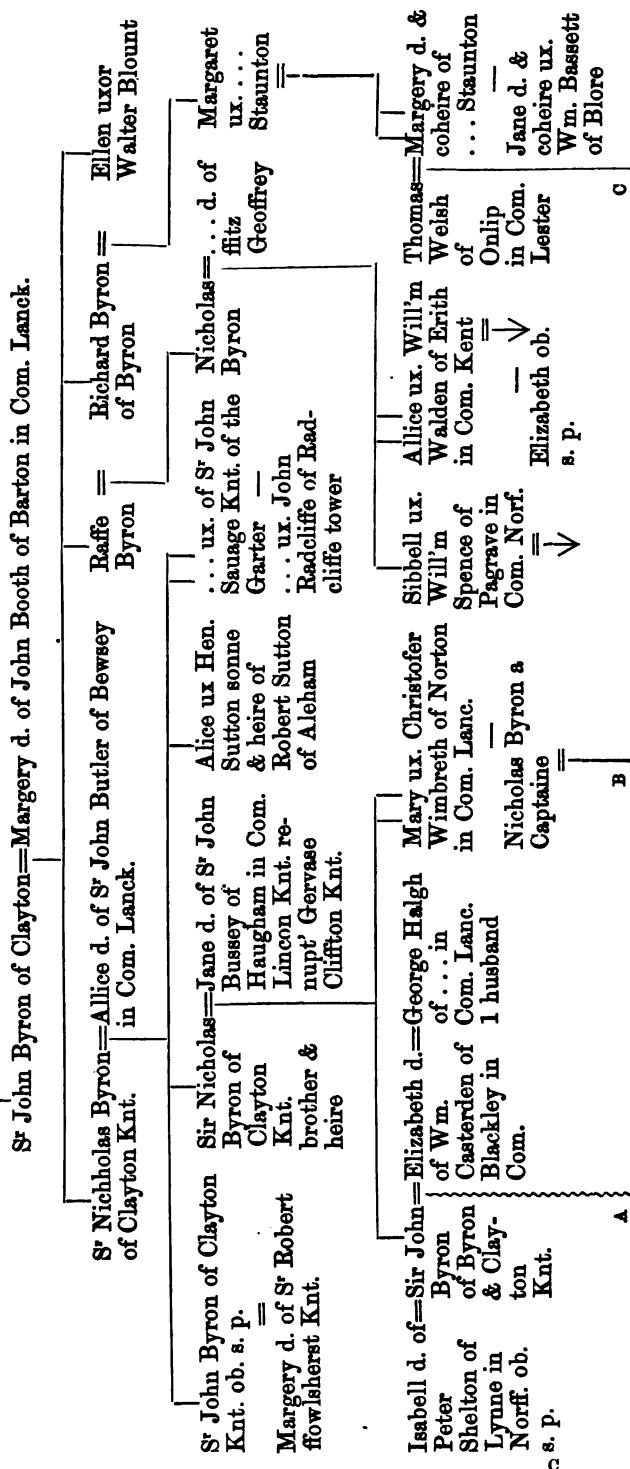 Sr John Byron of Clayton=Margery d. of John Booth of Barton in Com. Lanck.
Sr Nichholas Byron=Allice d. of Sr John Butler of Bewsey
of Clayton Knt. in Com. Lanck.
Raffe =
Byron
Richard Byron =
of Byron
Ellen uxor
Walter Blount
Sr John Byron of Clayton
Knt. ob. s. p.
=
Margery d. of Sr Robert
ffowlsherst Knt.
Sir Nicholas=Jane d. of Sr John
Byron of Bussey of
Clayton Haugham in Com.
Knt. Lincon Knt. re-
brother & nupt' Gervase
heire Cliffton Knt.
Alice ux Hen.
Sutton sonne
& heire of
Robert Sutton
of Aleham
... ux. of Sr John
Sauage Knt. of the
Garter —
... ux. John
Radcliffe of Rad-
cliffe tower
Nicholas=... d. of
Byron ffitz
Geoffrey
Margaret
ux. ....
Staunton
=
Isabell d. of=Sir John=Elizabeth d.=George Halgh
Peter Byron of Wm. of ... in
Shelton of of Byron Casterden of Com. Lanc.
Lynne in & Clay- Blackley in 1 husband
Norff. ob. ton Com.
s. p. Knt.
Mary ux. Christofer
Wimbreth of Norton
in Com. Lanc.
—
Nicholas Byron a
Captaine
=
Sibbell ux.
Will'm
Spence of
Pagrave in
Com. Norf.
=
Allice ux. Will'm
Walden of Erith
in Com. Kent
—
Elizabeth ob.
s. p.
Thomas=Margery d. &
Welsh coheire of
of ... Staunton
Onlip —
in Com. Jane d. &
Lester coheire ux.
Wm. Bassett
of Blore
A B C